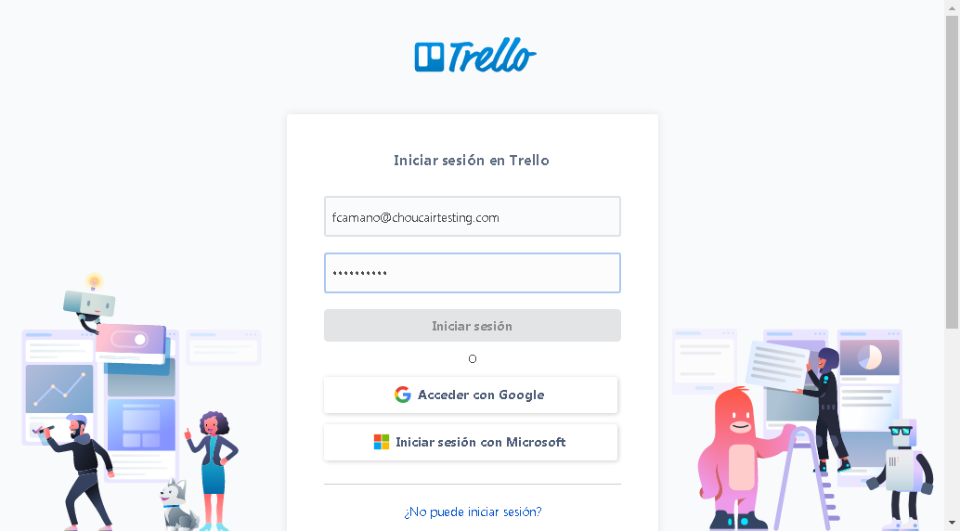 Trello
Iniciar sesión en Trello
fcamano@choucairtesting.com
••••••••••
Iniciar sesión
O
Acceder con Google
Iniciar sesión con Microsoft
¿No puede iniciar sesión?